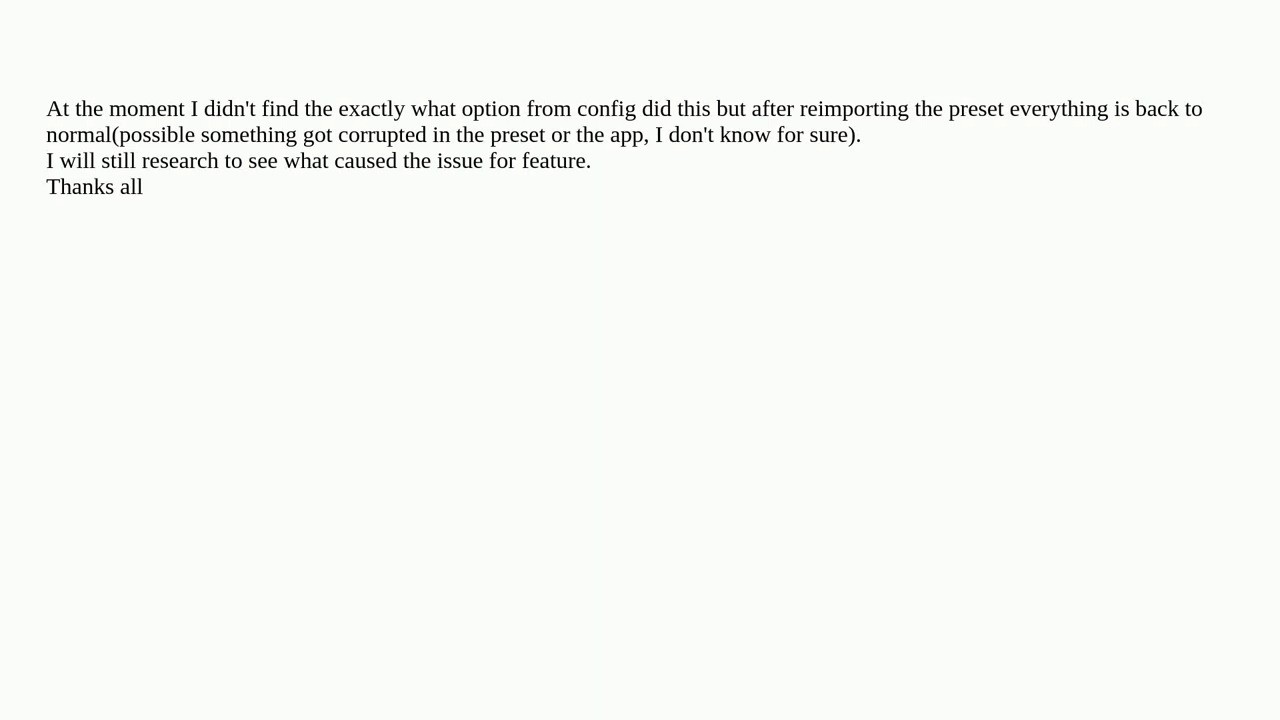 At the moment I didn't find the exactly what option from config did this but after reimporting the preset everything is back to
normal(possible something got corrupted in the preset or the app, I don't know for sure).
I will still research to see what caused the issue for feature.
Thanks all